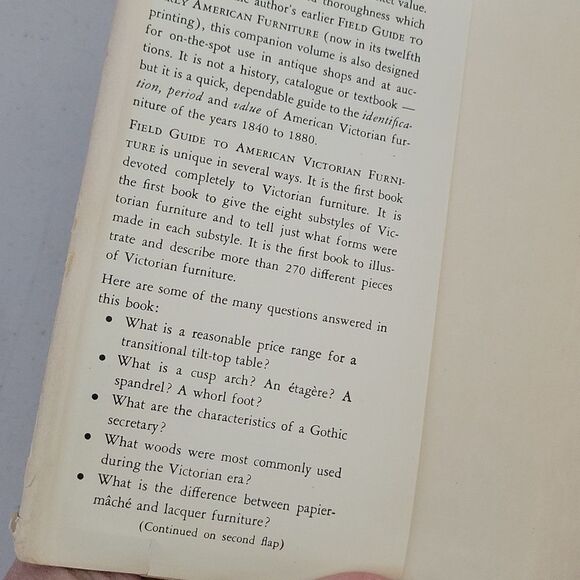 ket value.
d thoroughness which
e author's earlier FIELD GUIDE TO
RLY AMERICAN FURNITURE (now in its twelfth
printing), this companion volume is also designed
for on-the-spot use in antique shops and at auc-
tions. It is not a history, catalogue or textbook —
but it is a quick, dependable guide to the identifica-
tion, period and value of American Victorian fur-
niture of the years 1840 to 1880.
FIELD GUIDE TO AMERICAN VICTORIAN FURNI-
TURE is unique in several ways. It is the first book
devoted completely to Victorian furniture. It is
the first book to give the eight substyles of Vic-
torian furniture and to tell just what forms were
made in each substyle. It is the first book to illus-
trate and describe more than 270 different pieces
of Victorian furniture.
Here are some of the many questions answered in
this book:
• What is a reasonable price range for a
transitional tilt-top table?
• What is a cusp arch? An étagère? A
spandrel? A whorl foot?
• What are the characteristics of a Gothic
secretary?
• What woods were most commonly used
during the Victorian era?
• What is the difference between papier-
mâché and lacquer furniture?
(Continued on second flap)